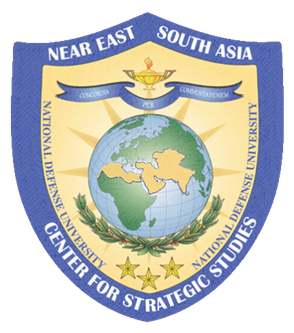 NEAR EAST SOUTH ASIA
CONCORDIA PER COMMENTATIONEM
NATIONAL DEFENSE UNIVERSITY
NATIONAL DEFENSE UNIVERSITY
CENTER FOR STRATEGIC STUDIES